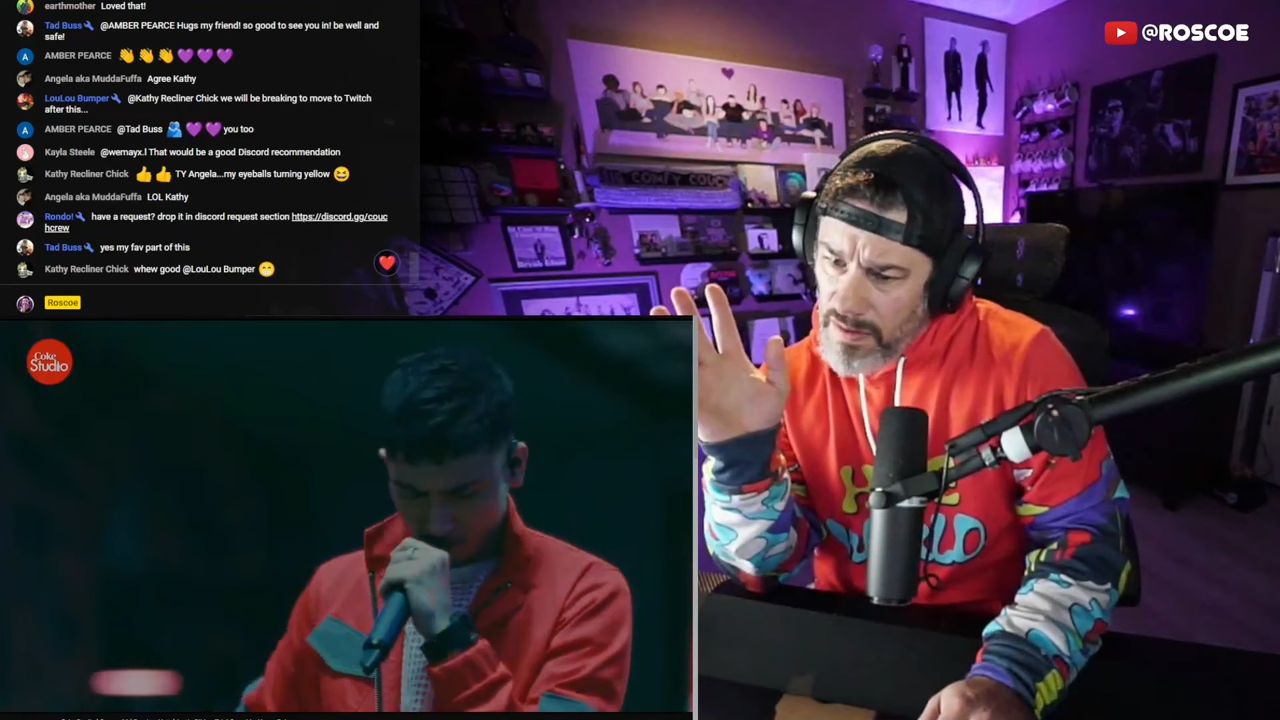 earthmother Loved that!
Tad Buss @AMBER PEARCE Hugs my friend! so good to see you in! be well and
safe!
A AMBER PEARCE 👏👏👏💜💜💜
Angela aka MuddaFuffa Agree Kathy
LouLou Bumper @Kathy Recliner Chick we will be breaking to move to Twitch
after this...
A AMBER PEARCE @Tad Buss 🫂💜💜 you too
Kayla Steele @wemayx.l That would be a good Discord recommendation
Kathy Recliner Chick 👍👍 TY Angela...my eyeballs turning yellow 😆
Angela aka MuddaFuffa LOL Kathy
Rondo! have a request? drop it in discord request section https://discord.gg/couc
hcrew
Tad Buss yes my fav part of this
Kathy Recliner Chick whew good @LouLou Bumper 😁
Roscoe
@ROSCOE
Coke
Studio